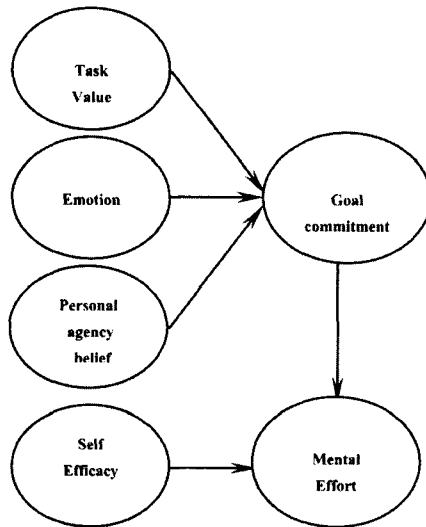 Task
Value
Emotion
Goal
commitment
Personal
agency
belief
Self
Efficacy
Mental
Effort